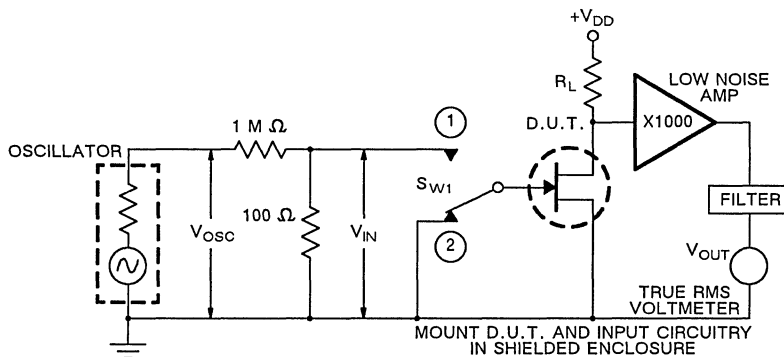 +VDD
RL
LOW NOISE
AMP
1 M Ω
1
D.U.T.
X1000
OSCILLATOR
SW1
100 Ω
VOSC
VIN
FILTER
2
VOUT
TRUE RMS
VOLTMETER
MOUNT D.U.T. AND INPUT CIRCUITRY
IN SHIELDED ENCLOSURE